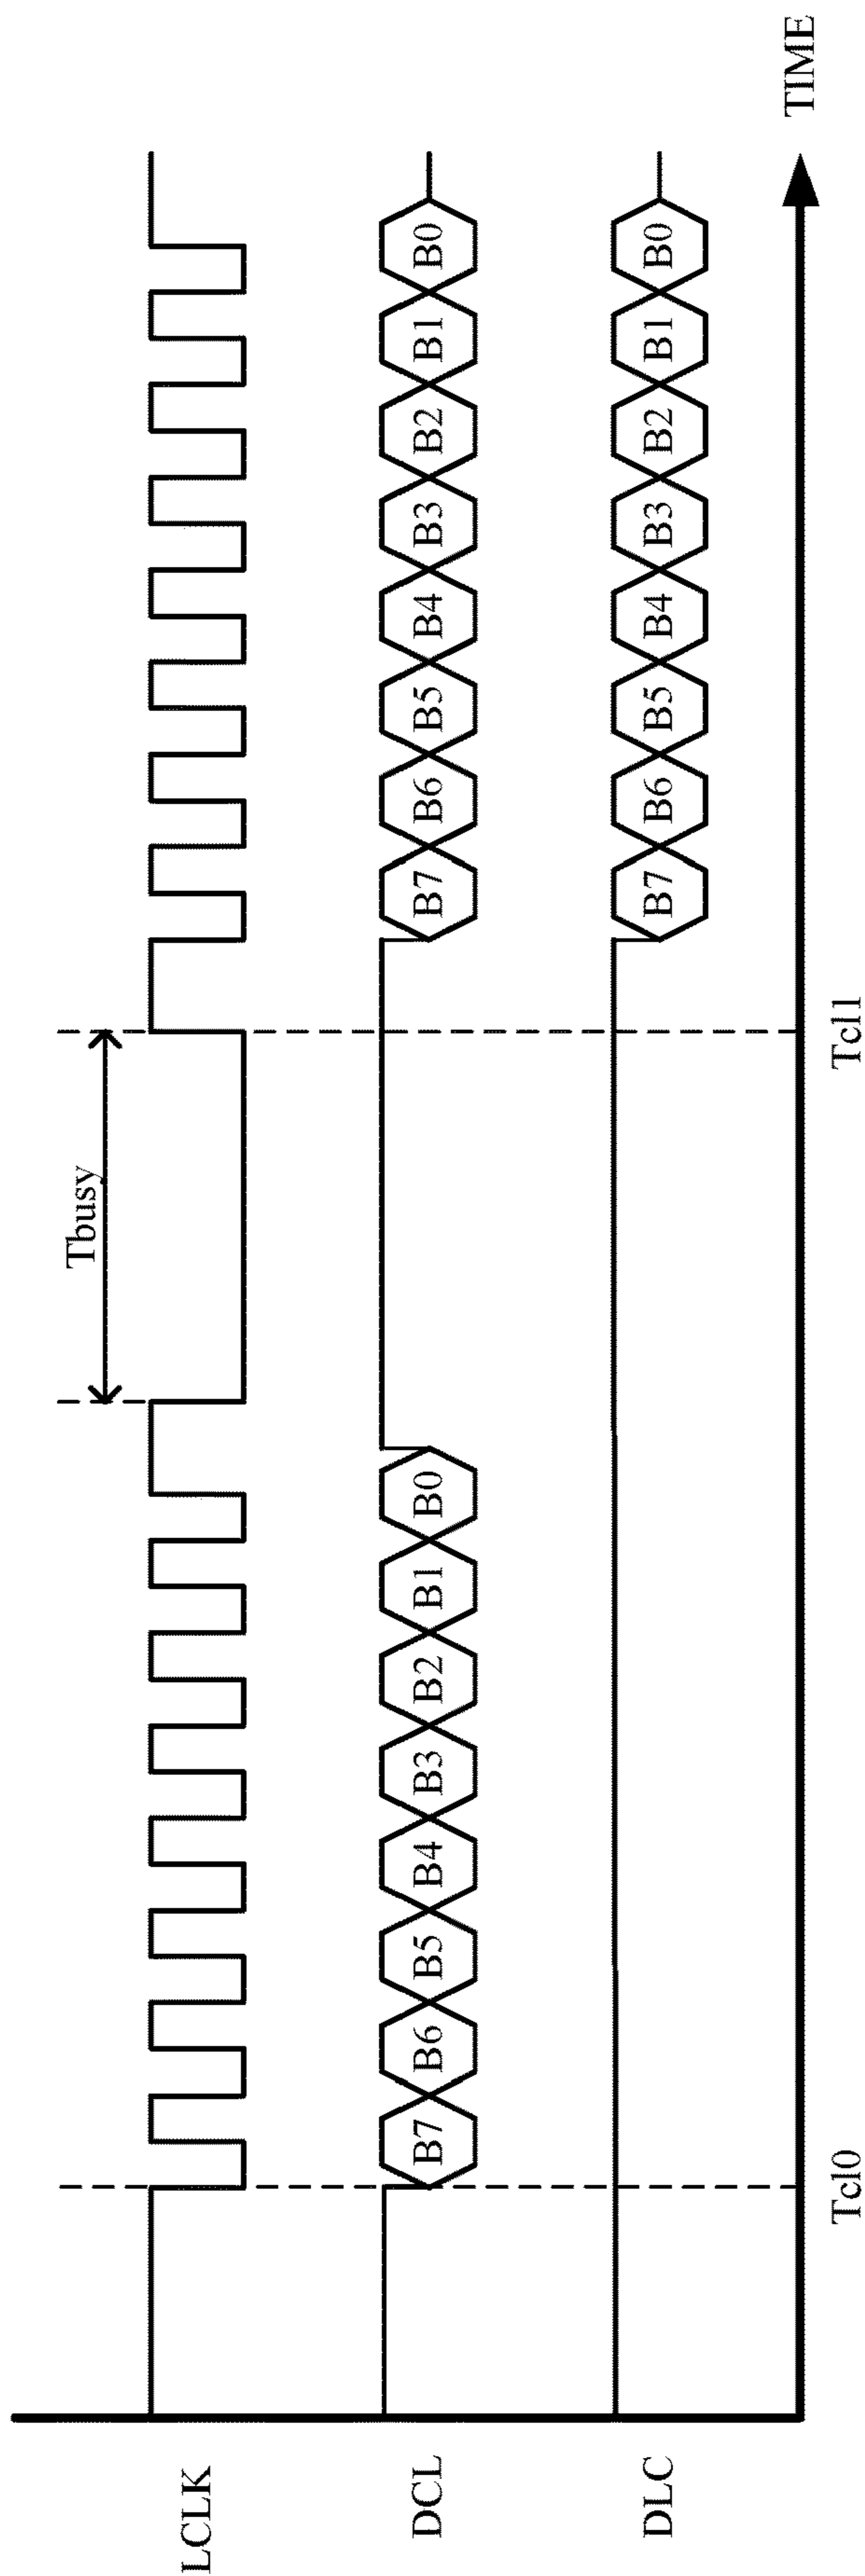 Tbusy
LCLK
DCL B7 B6 B5 B4 B3 B2 B1 B0 B7 B6 B5 B4 B3 B2 B1 B0
DLC B7 B6 B5 B4 B3 B2 B1 B0
TIME
Tcl0 Tcl1